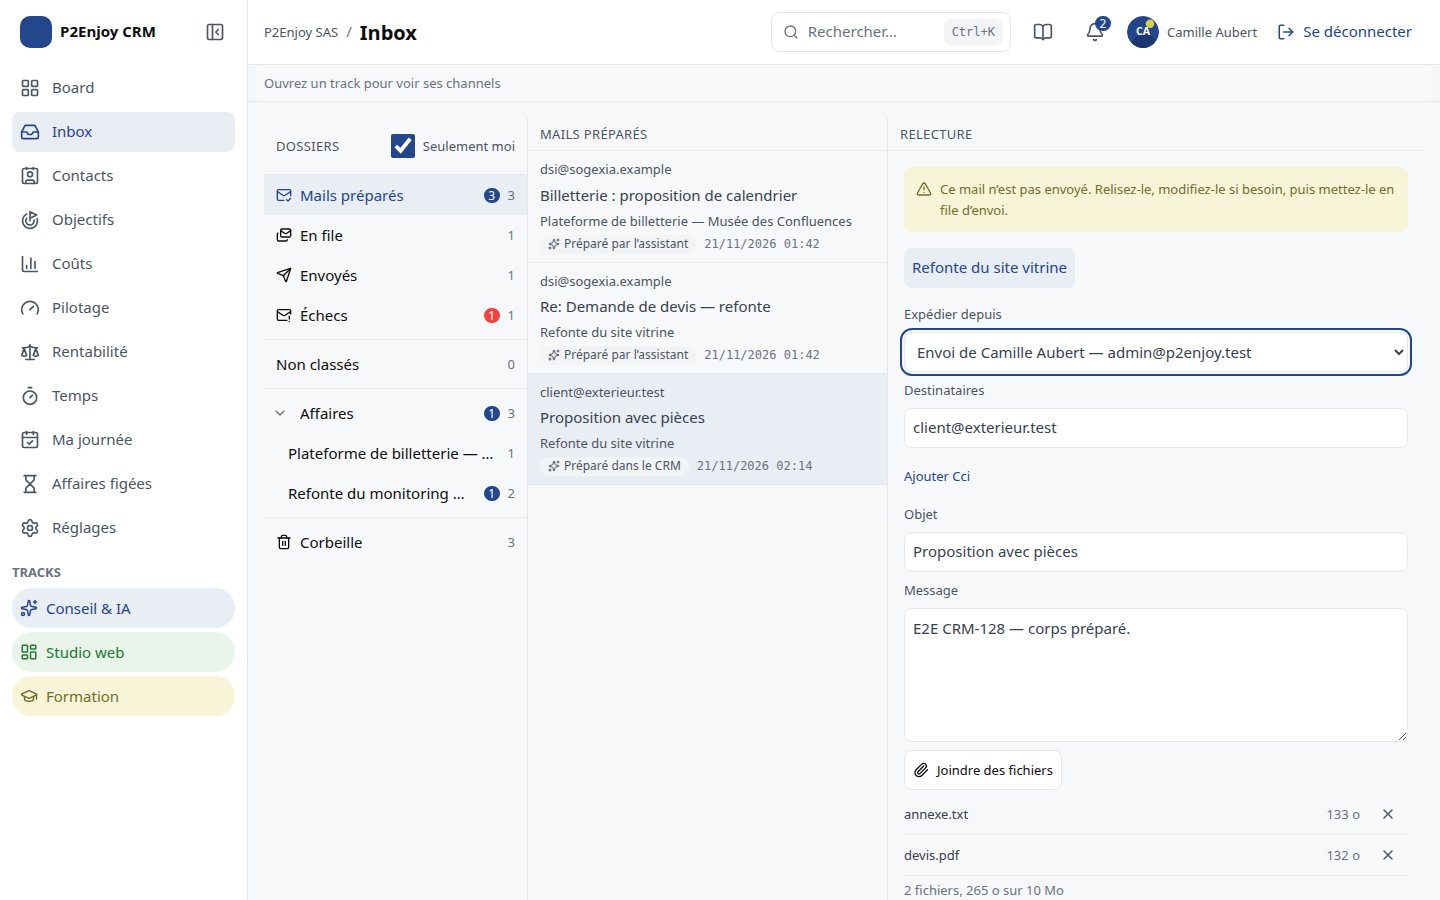 P2Enjoy CRM
Board
Inbox
Contacts
Objectifs
Coûts
Pilotage
Rentabilité
Temps
Ma journée
Affaires figées
Réglages
TRACKS
Conseil & IA
Studio web
Formation
P2Enjoy SAS / Inbox
Rechercher... Ctrl+K
2
CA Camille Aubert
Se déconnecter
Ouvrez un track pour voir ses channels
DOSSIERS Seulement moi
Mails préparés 3 3
En file 1
Envoyés 1
Échecs 1 1
Non classés 0
Affaires 1 3
Plateforme de billetterie — ... 1
Refonte du monitoring ... 1 2
Corbeille 3
MAILS PRÉPARÉS
dsi@sogexia.example
Billetterie : proposition de calendrier
Plateforme de billetterie — Musée des Confluences
Préparé par l’assistant 21/11/2026 01:42
dsi@sogexia.example
Re: Demande de devis — refonte
Refonte du site vitrine
Préparé par l’assistant 21/11/2026 01:42
client@exterieur.test
Proposition avec pièces
Refonte du site vitrine
Préparé dans le CRM 21/11/2026 02:14
RELECTURE
Ce mail n’est pas envoyé. Relisez-le, modifiez-le si besoin, puis mettez-le en
file d’envoi.
Refonte du site vitrine
Expédier depuis
Envoi de Camille Aubert — admin@p2enjoy.test
Destinataires
client@exterieur.test
Ajouter Cci
Objet
Proposition avec pièces
Message
E2E CRM-128 — corps préparé.
Joindre des fichiers
annexe.txt 133 o
devis.pdf 132 o
2 fichiers, 265 o sur 10 Mo